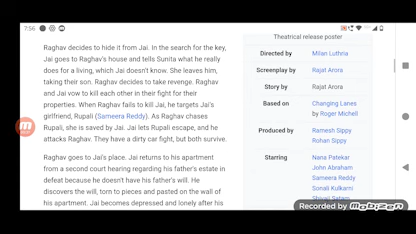 7:56
Raghav decides to hide it from Jai. In the search for the key,
Jai goes to Raghav's house and tells Sunita what he really
does for a living, which Jai doesn't know. She leaves him,
taking their son. Raghav decides to take revenge. Raghav
and Jai vow to kill each other in their fight for their
properties. When Raghav fails to kill Jai, he targets Jai's
girlfriend, Rupali (Sameera Reddy). As Raghav chases
Rupali, she is saved by Jai. Jai lets Rupali escape, and he
attacks Raghav. They have a dirty car fight, but both survive.
Raghav goes to Jai's place. Jai returns to his apartment
from a second court hearing regarding his father's estate in
defeat because he doesn't have his father's will. He
discovers the will, torn to pieces and pasted on the wall of
his apartment. Jai becomes depressed and lonely after his
Theatrical release poster
Directed by Milan Luthria
Screenplay by Rajat Arora
Story by Rajat Arora
Based on Changing Lanes
by Roger Michell
Produced by Ramesh Sippy
Rohan Sippy
Starring Nana Patekar
John Abraham
Sameera Reddy
Sonali Kulkarni
Shivaji Satam
Recorded by Mobizen